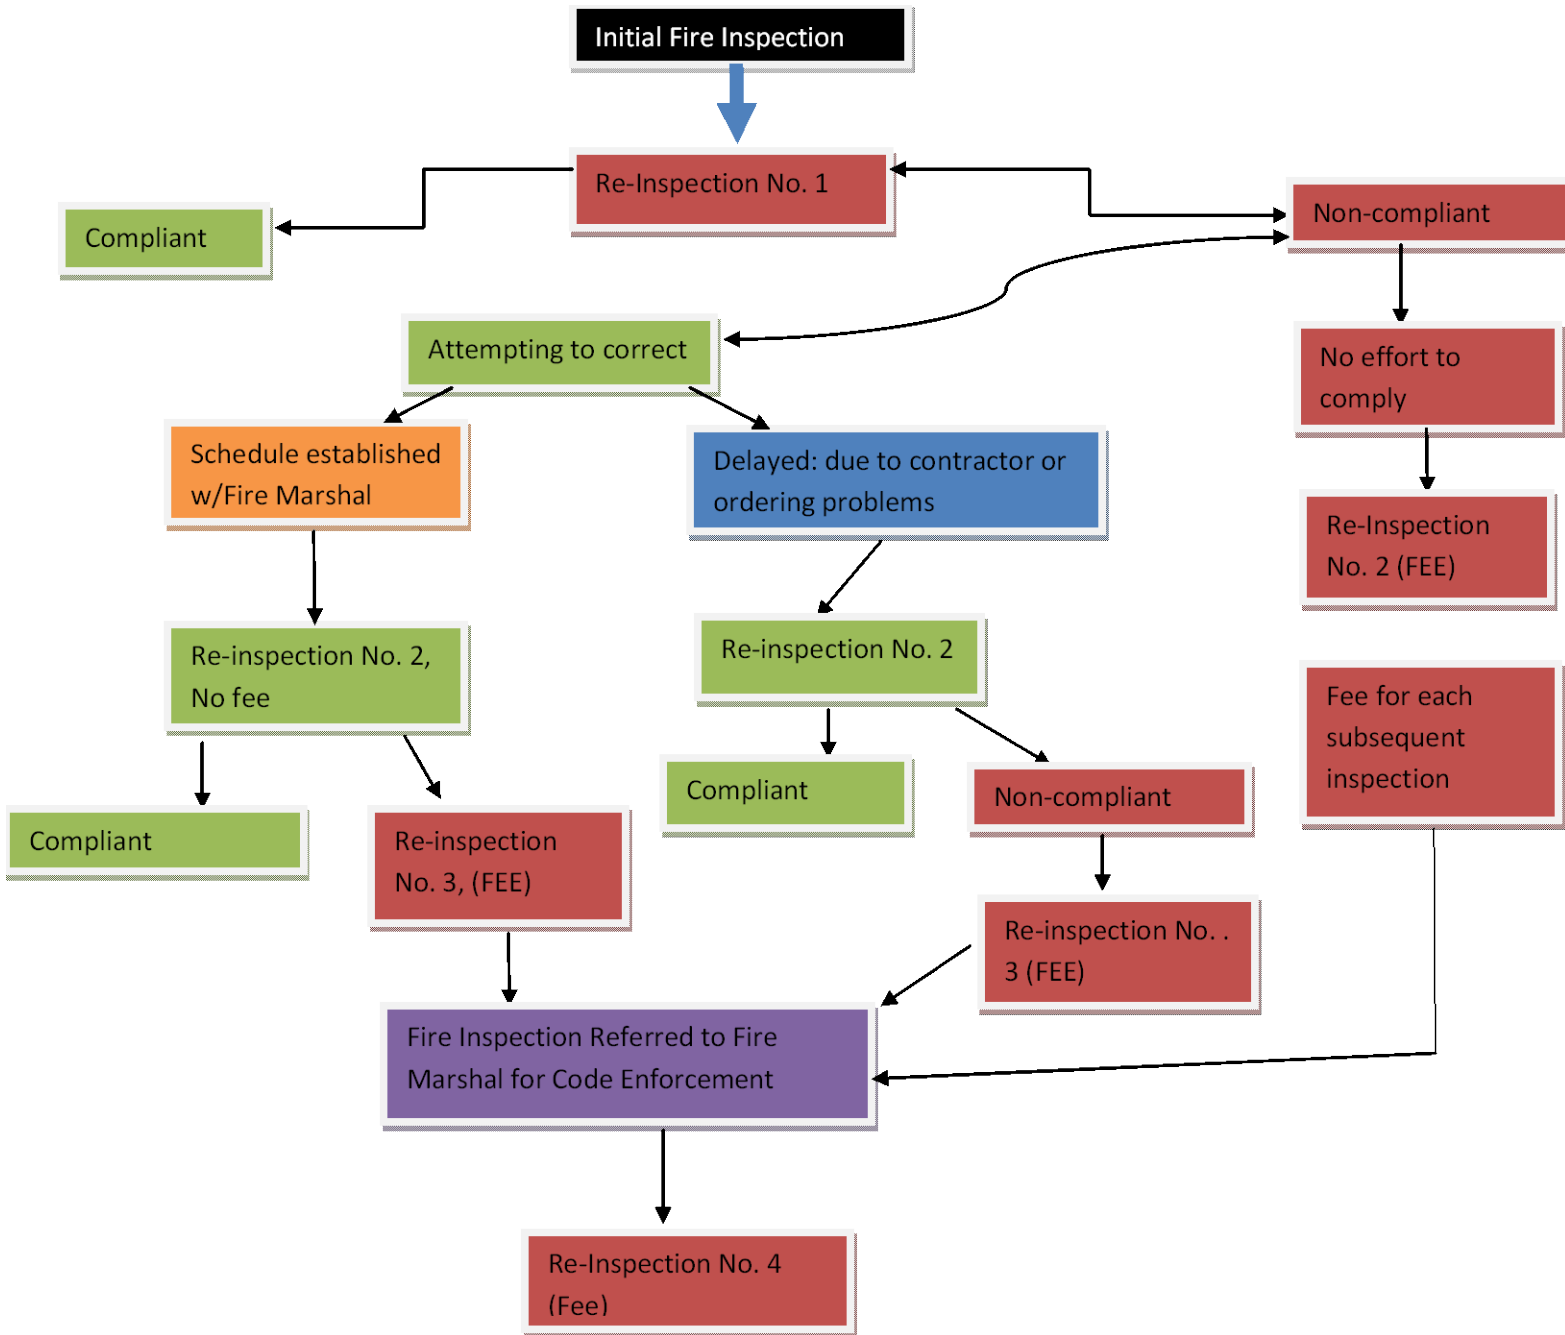 Initial Fire Inspection
Re-Inspection No. 1
Compliant
Non-compliant
Attempting to correct
No effort to
comply
Schedule established
w/Fire Marshal
Delayed: due to contractor or
ordering problems
Re-Inspection
No. 2 (FEE)
Re-inspection No. 2,
No fee
Re-inspection No. 2
Fee for each
subsequent
inspection
Compliant
Re-inspection
No. 3, (FEE)
Compliant
Non-compliant
Re-inspection No. .
3 (FEE)
Fire Inspection Referred to Fire
Marshal for Code Enforcement
Re-Inspection No. 4
(Fee)